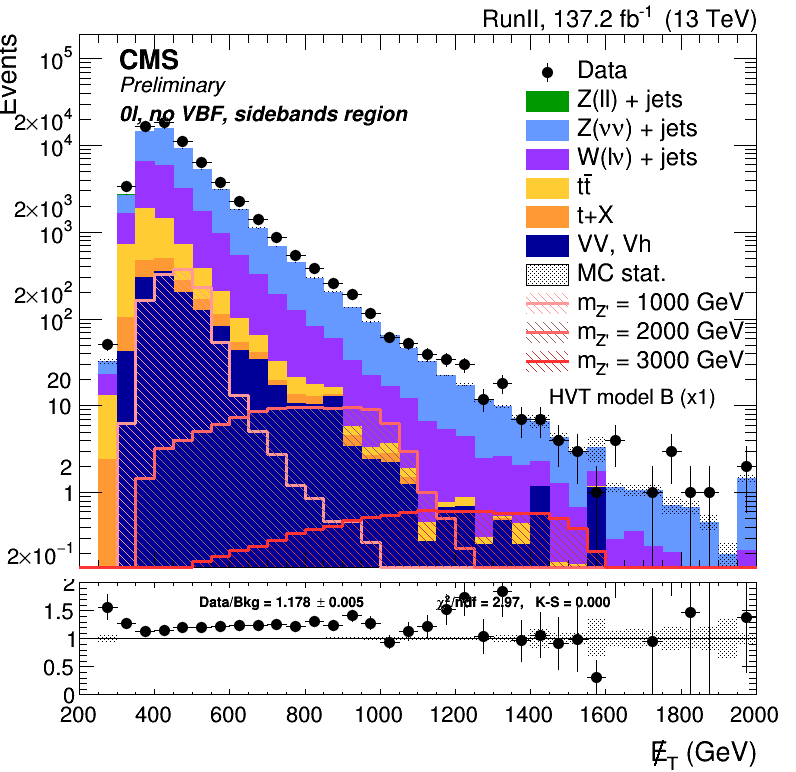 RunII, 137.2 fb⁻¹ (13 TeV)
Events
CMS
Preliminary
0l, no VBF, sidebands region
Data
Z(ll) + jets
Z(νν) + jets
W(lν) + jets
tt̄
t+X
VV, Vh
MC stat.
m_Z' = 1000 GeV
m_Z' = 2000 GeV
m_Z' = 3000 GeV
HVT model B (x1)
10⁵
2×10⁴
10⁴
2×10³
10³
2×10²
10²
20
10
2
1
2×10⁻¹
Data/Bkg = 1.178 ± 0.005 χ²/ndf = 2.97, K-S = 0.000
2
1.5
1
0.5
0
200 400 600 800 1000 1200 1400 1600 1800 2000
E̸_T (GeV)